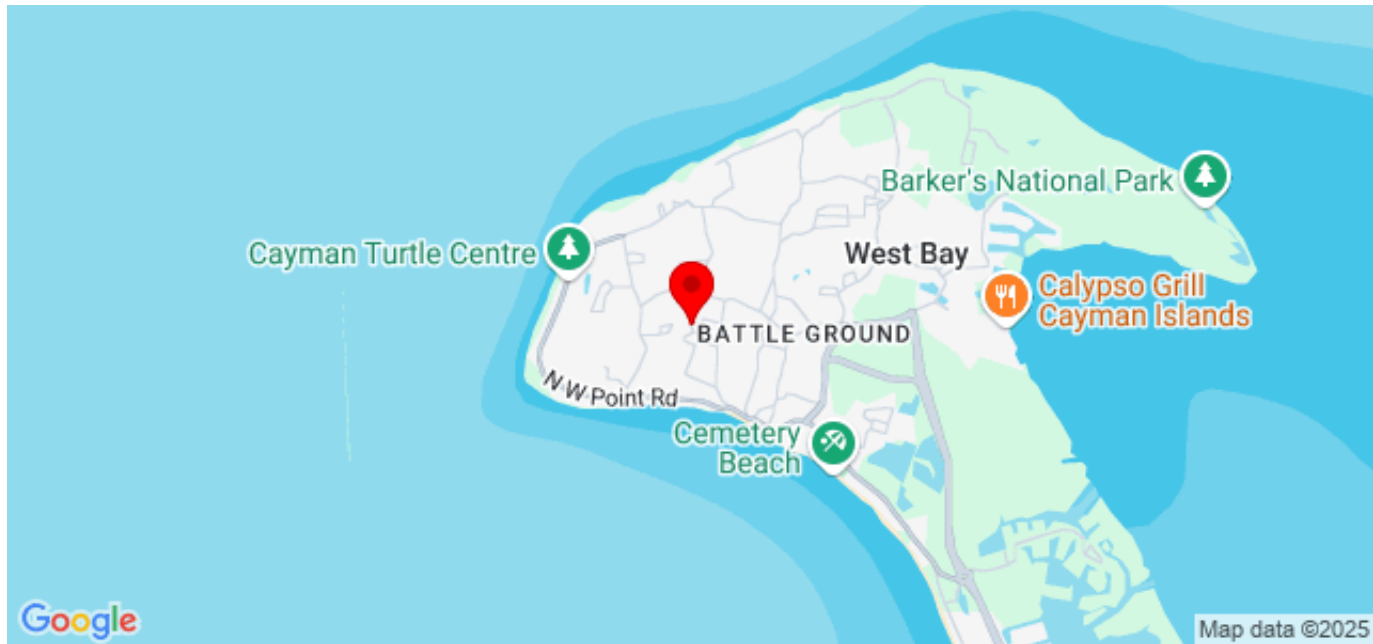 Barker's National Park
Cayman Turtle Centre
West Bay
Calypso Grill
Cayman Islands
BATTLE GROUND
N W Point Rd
Cemetery
Beach
Google
Map data ©2025